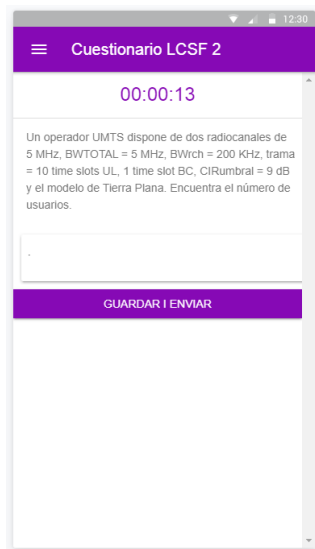 12:30
Cuestionario LCSF 2
00:00:13
Un operador UMTS dispone de dos radiocanales de
5 MHz, BWTOTAL = 5 MHz, BWrch = 200 KHz, trama
= 10 time slots UL, 1 time slot BC, CIRumbral = 9 dB
y el modelo de Tierra Plana. Encuentra el número de
usuarios.
.
GUARDAR I ENVIAR